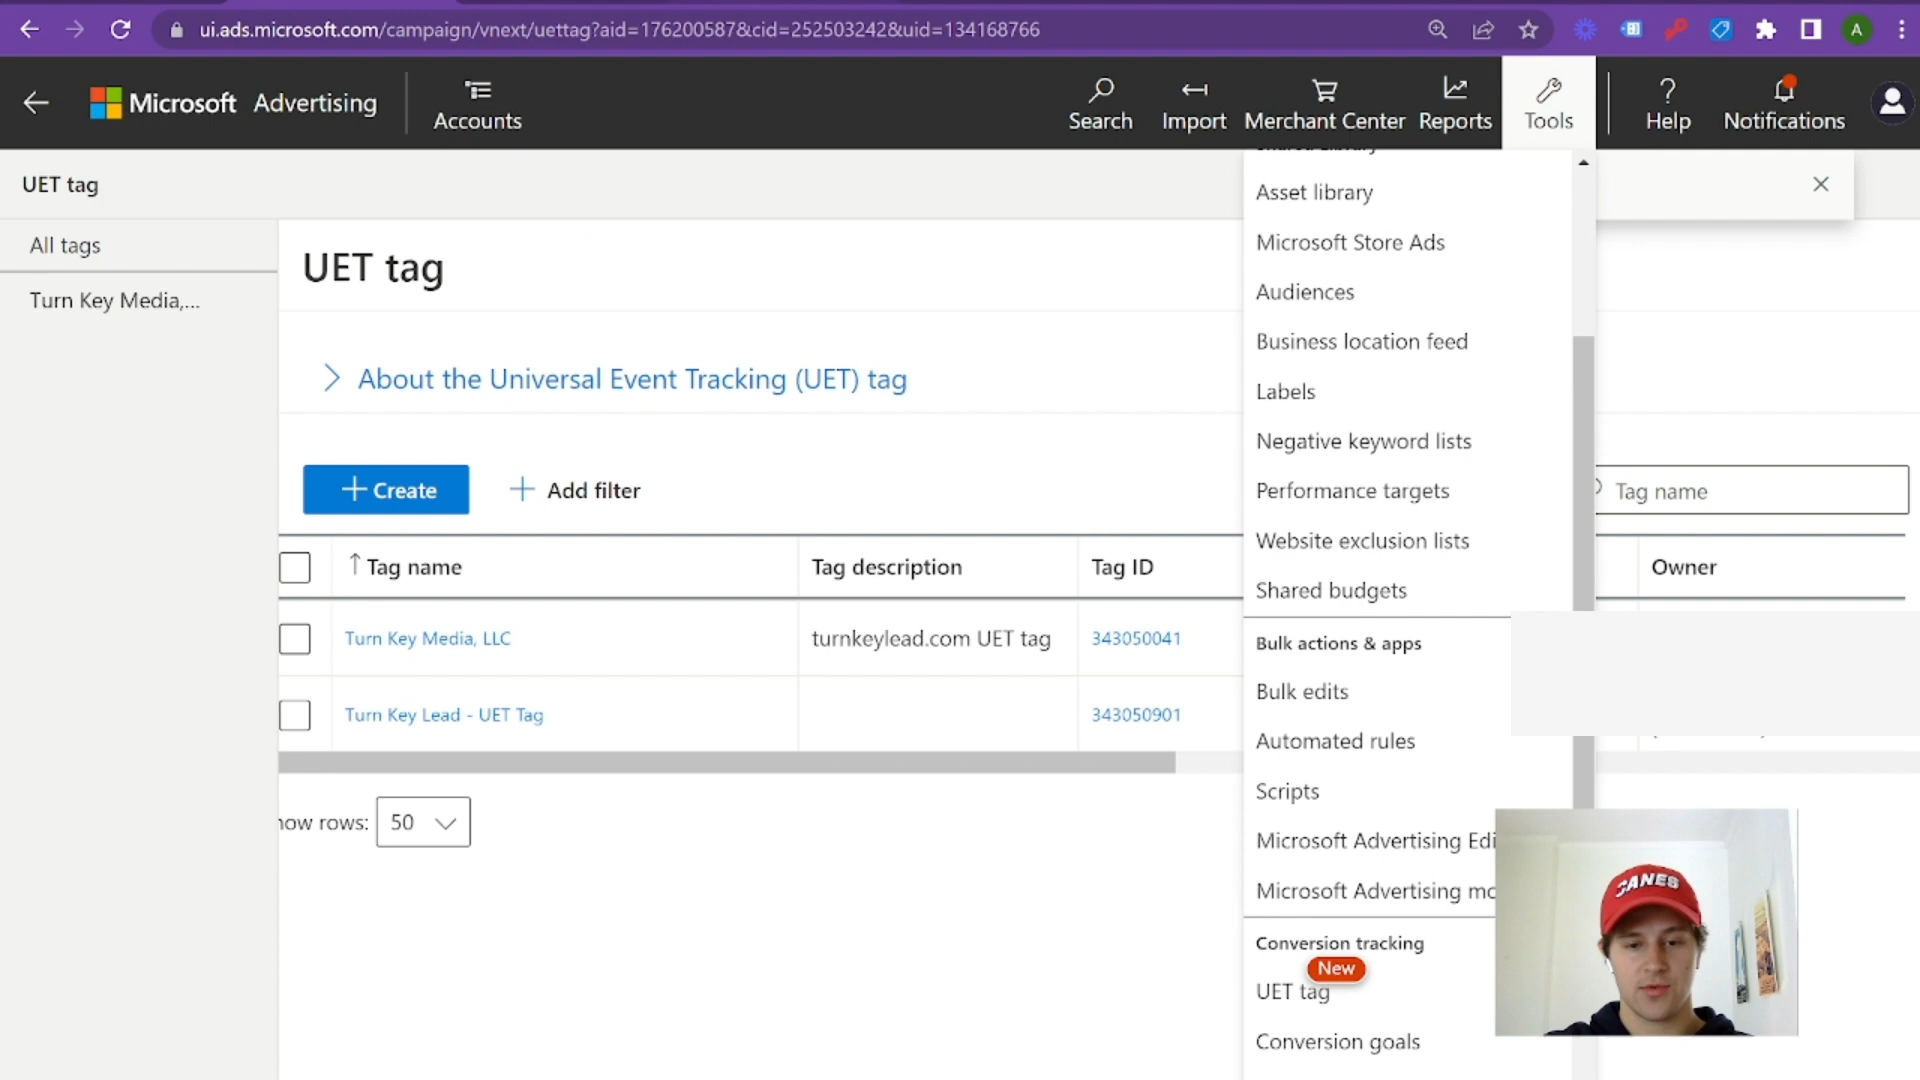 ui.ads.microsoft.com/campaign/vnext/uettag?aid=176200587&cid=252503242&uid=134168766
A
Microsoft Advertising
Accounts
Search
Import
Merchant Center
Reports
Tools
Help
Notifications
UET tag
All tags
Turn Key Media,...
UET tag
About the Universal Event Tracking (UET) tag
Create
Add filter
Tag name
Tag name
Tag description
Tag ID
Owner
Turn Key Media, LLC
turnkeylead.com UET tag
343050041
Turn Key Lead - UET Tag
343050901
how rows:
50
Shared Library
Asset library
Microsoft Store Ads
Audiences
Business location feed
Labels
Negative keyword lists
Performance targets
Website exclusion lists
Shared budgets
Bulk actions & apps
Bulk edits
Automated rules
Scripts
Microsoft Advertising Edi
Microsoft Advertising mo
Conversion tracking
New
UET tag
Conversion goals
CANES